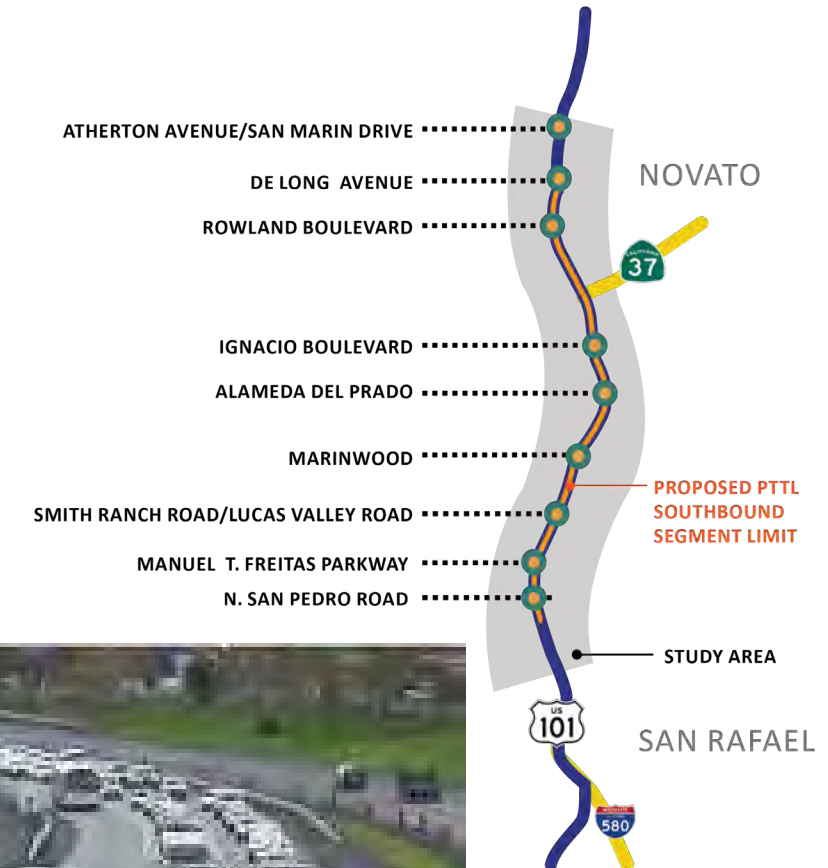 ATHERTON AVENUE/SAN MARIN DRIVE
DE LONG AVENUE
NOVATO
ROWLAND BOULEVARD
CALIFORNIA
37
IGNACIO BOULEVARD
ALAMEDA DEL PRADO
MARINWOOD
PROPOSED PTTL
SOUTHBOUND
SEGMENT LIMIT
SMITH RANCH ROAD/LUCAS VALLEY ROAD
MANUEL T. FREITAS PARKWAY
N. SAN PEDRO ROAD
STUDY AREA
US
101
SAN RAFAEL
INTERSTATE
580